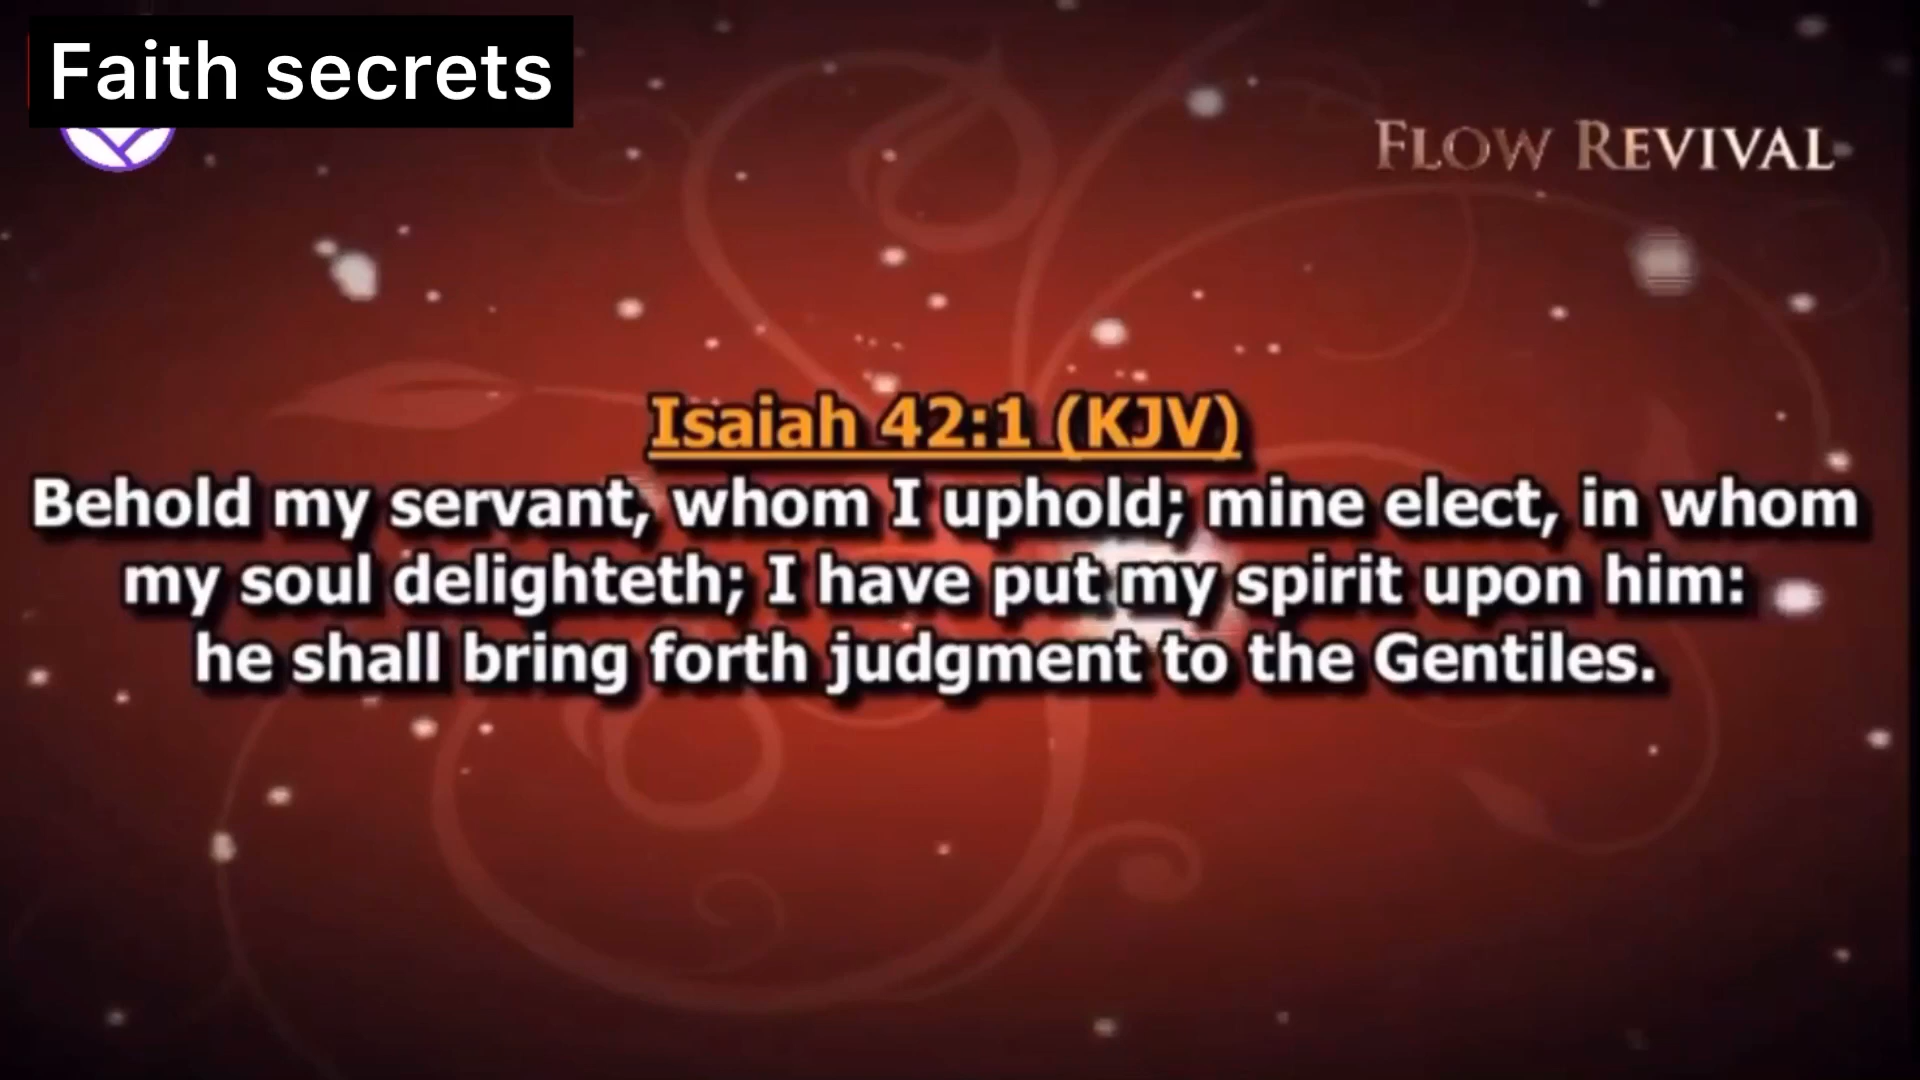 Faith secrets
FLOW REVIVAL
Isaiah 42:1 (KJV)
Behold my servant, whom I uphold; mine elect, in whom
my soul delighteth; I have put my spirit upon him:
he shall bring forth judgment to the Gentiles.